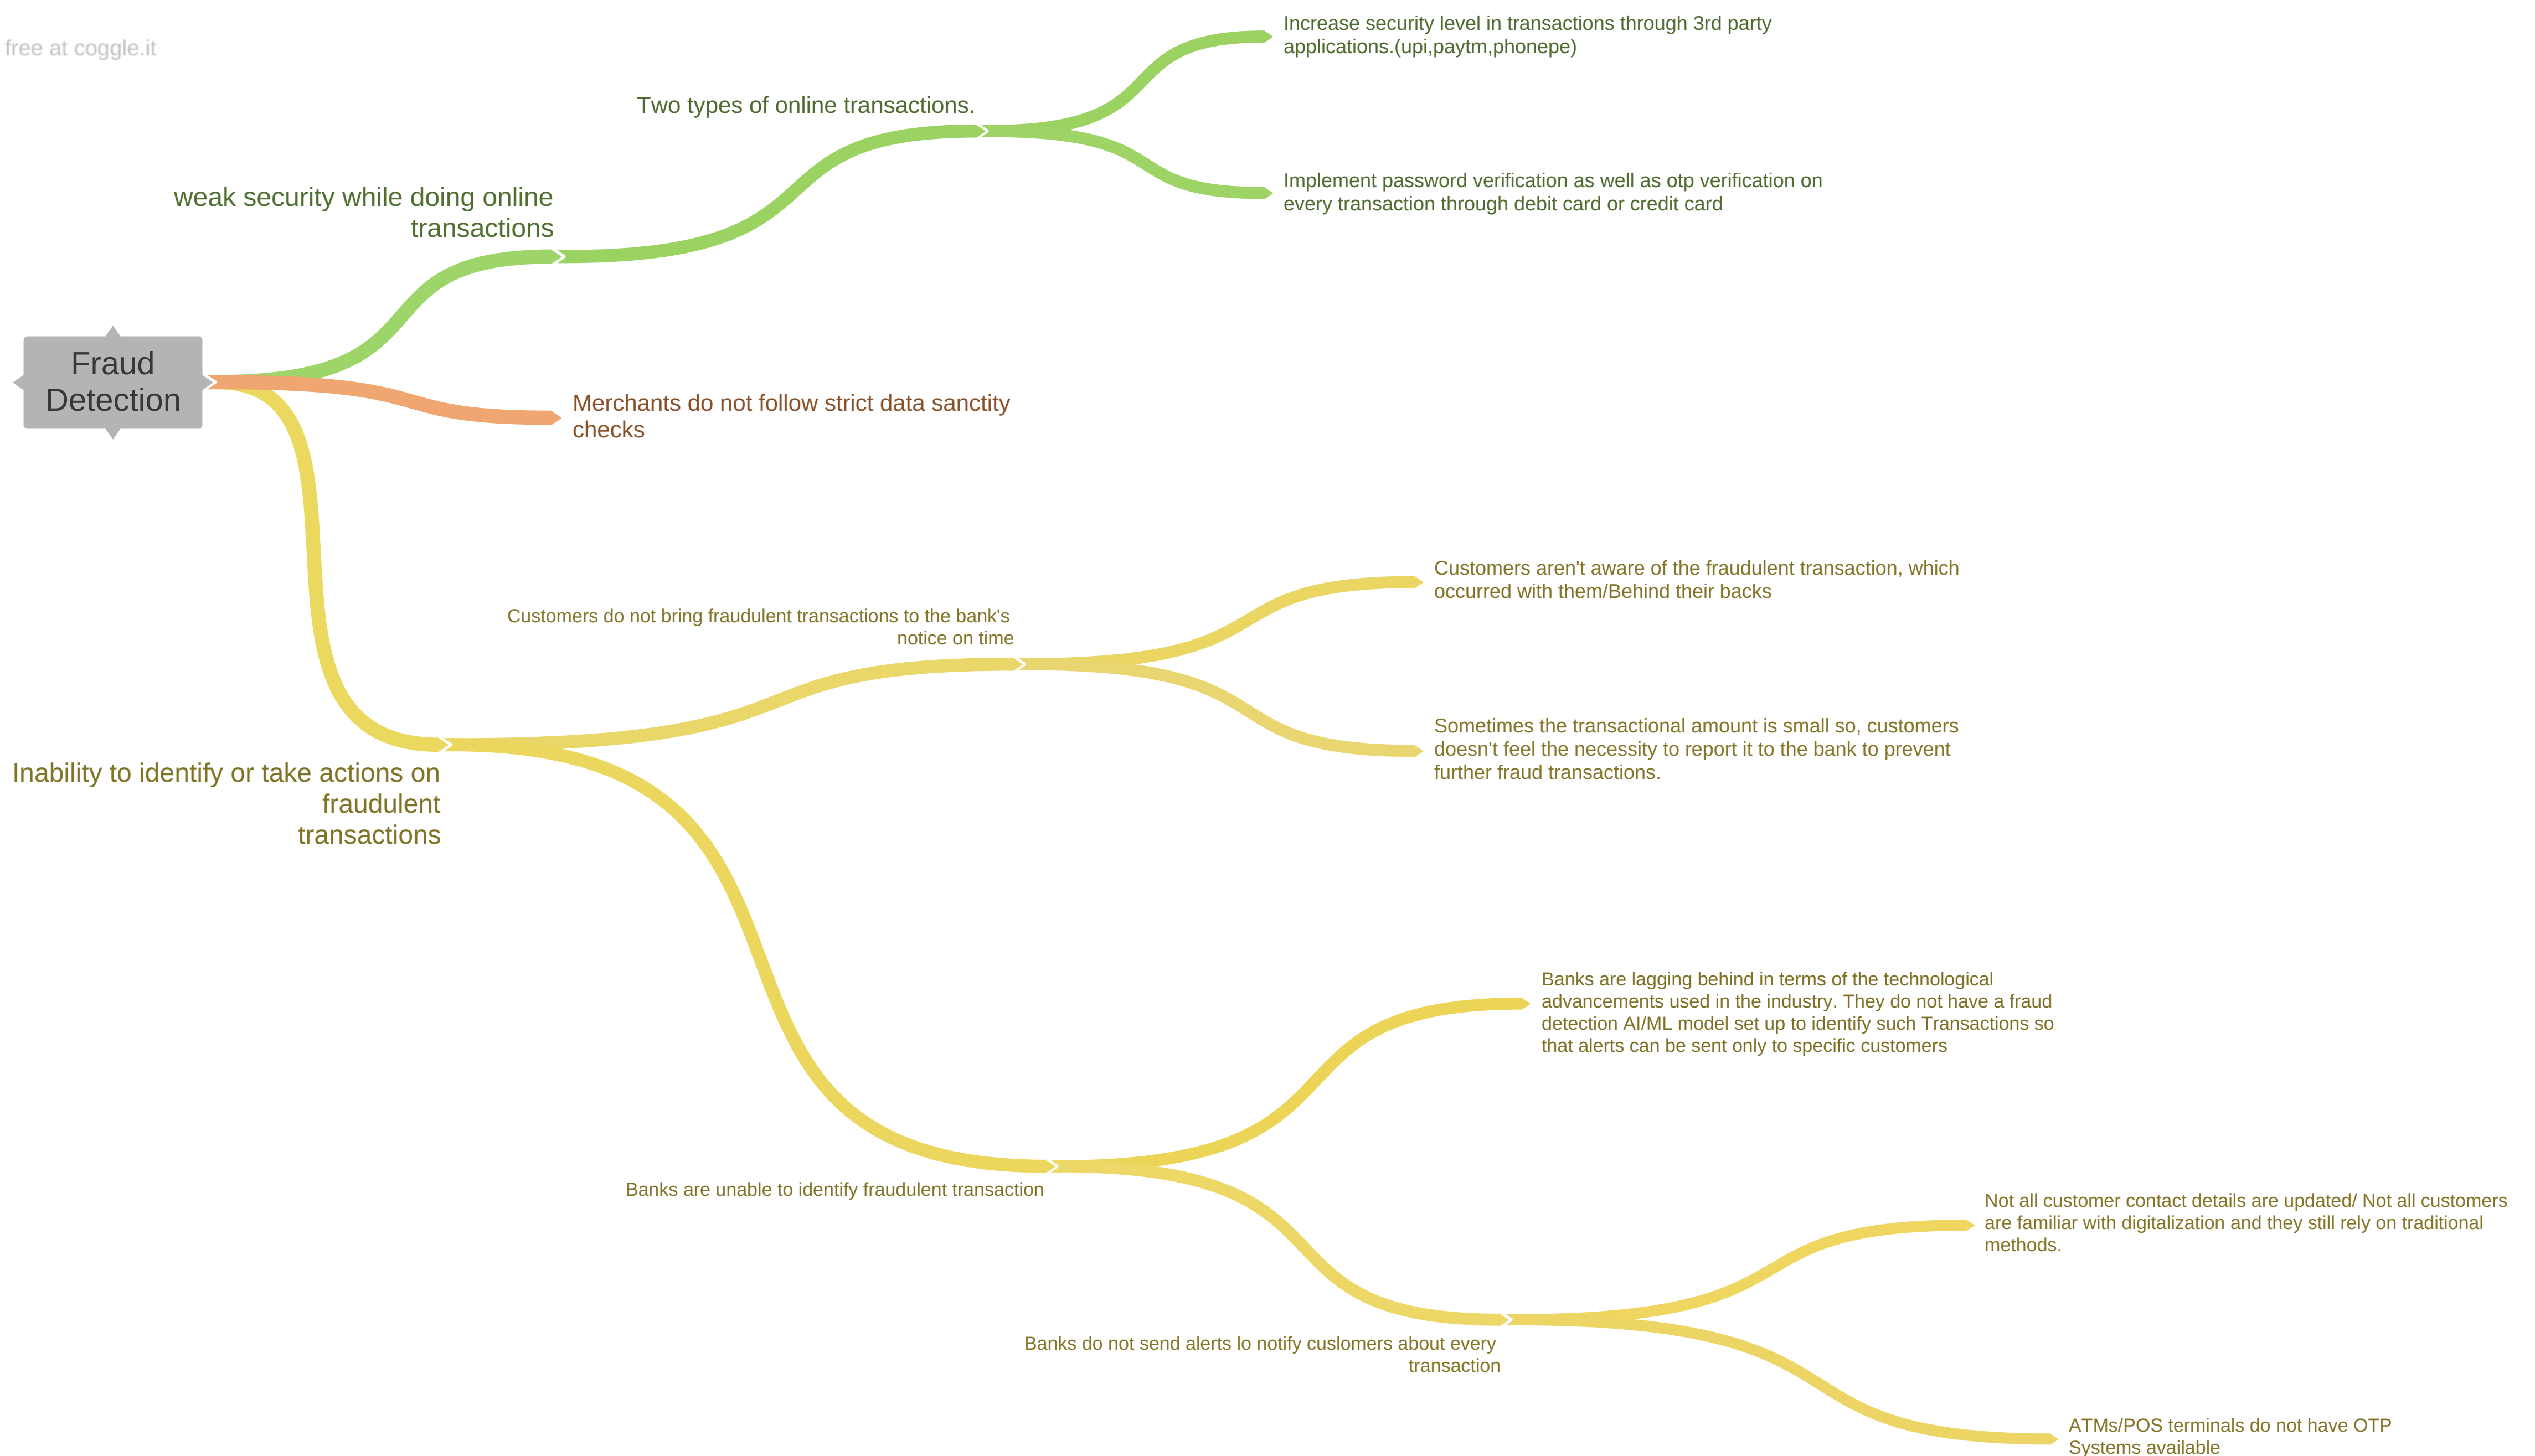 free at coggle.it
Increase security level in transactions through 3rd party
applications.(upi,paytm,phonepe)
Two types of online transactions.
Implement password verification as well as otp verification on
every transaction through debit card or credit card
weak security while doing online
transactions
Fraud
Detection
Merchants do not follow strict data sanctity
checks
Customers aren't aware of the fraudulent transaction, which
occurred with them/Behind their backs
Customers do not bring fraudulent transactions to the bank's
notice on time
Sometimes the transactional amount is small so, customers
doesn't feel the necessity to report it to the bank to prevent
further fraud transactions.
Inability to identify or take actions on
fraudulent
transactions
Banks are lagging behind in terms of the technological
advancements used in the industry. They do not have a fraud
detection AI/ML model set up to identify such Transactions so
that alerts can be sent only to specific customers
Banks are unable to identify fraudulent transaction
Not all customer contact details are updated/ Not all customers
are familiar with digitalization and they still rely on traditional
methods.
Banks do not send alerts lo notify cuslomers about every
transaction
ATMs/POS terminals do not have OTP
Systems available